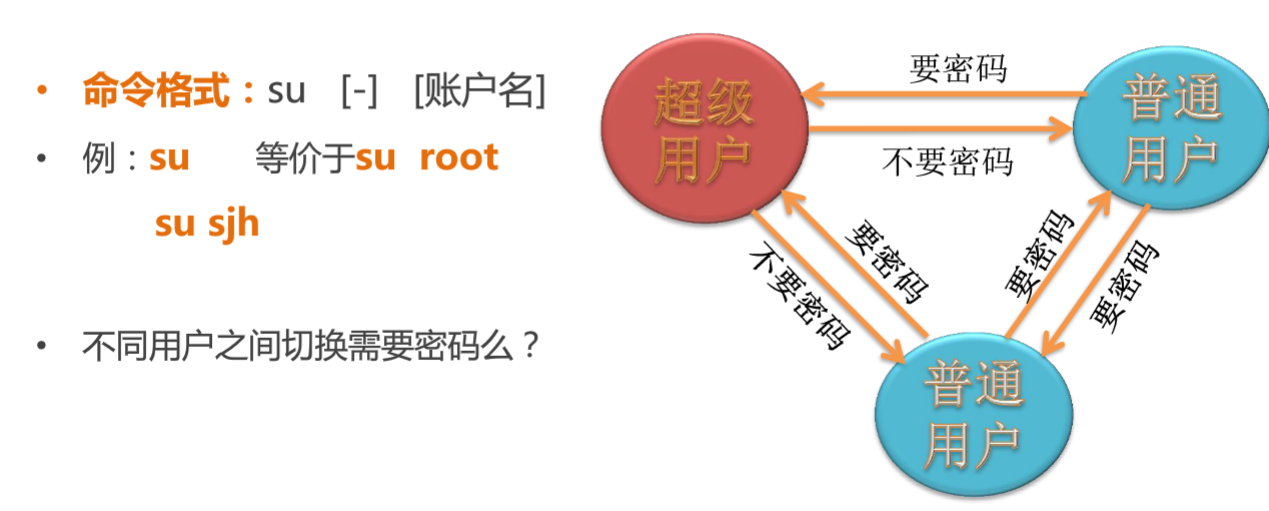 • 命令格式：su [-] [账户名]
• 例：su 等价于su root
su sjh
• 不同用户之间切换需要密码么？
超级
用户
要密码
不要密码
普通
用户
不要密码
要密码
要密码
要密码
普通
用户